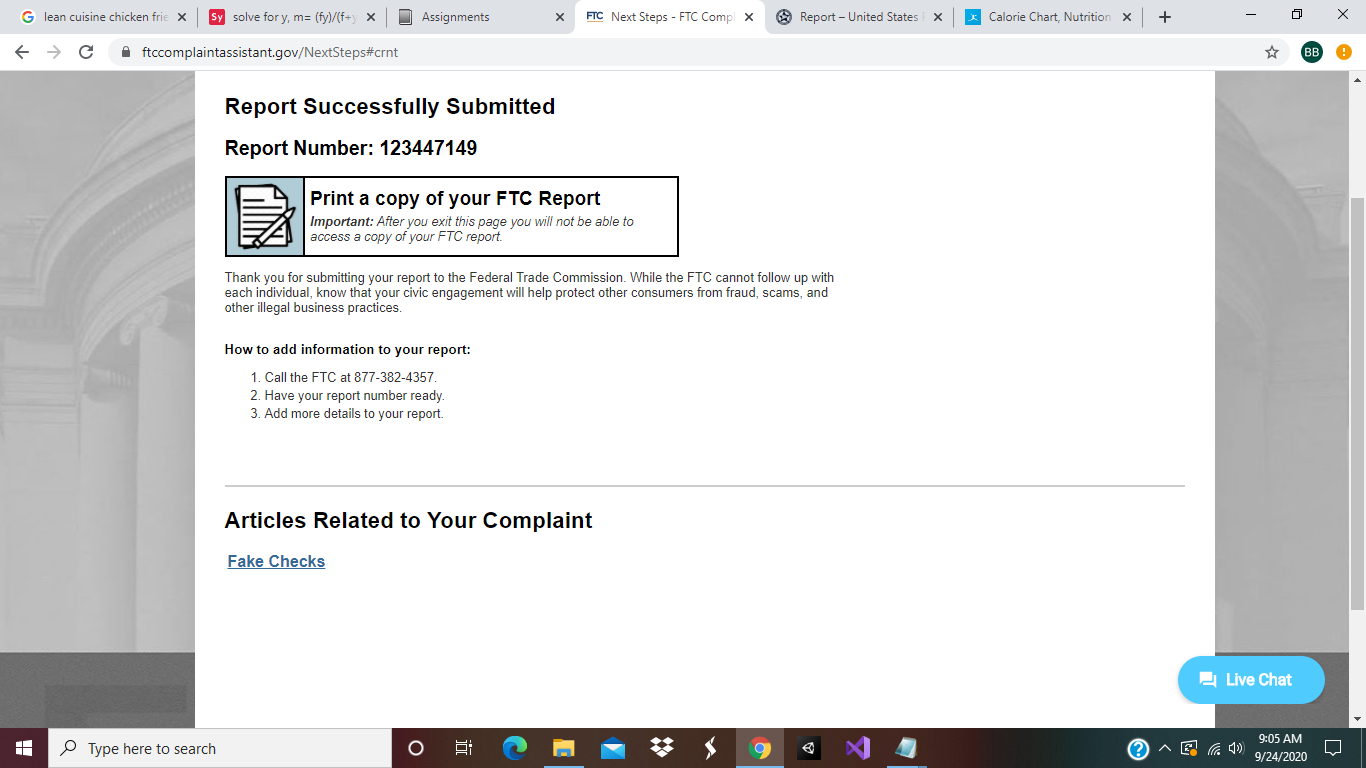 lean cuisine chicken frie
Sy solve for y, m= (fy)/(f+y
Assignments
FTC Next Steps - FTC Compl
Report – United States
Calorie Chart, Nutrition
ftccomplaintassistant.gov/NextSteps#crnt
BB
Report Successfully Submitted
Report Number: 123447149
Print a copy of your FTC Report
Important: After you exit this page you will not be able to
access a copy of your FTC report.
Thank you for submitting your report to the Federal Trade Commission. While the FTC cannot follow up with
each individual, know that your civic engagement will help protect other consumers from fraud, scams, and
other illegal business practices.
How to add information to your report:
1. Call the FTC at 877-382-4357.
2. Have your report number ready.
3. Add more details to your report.
Articles Related to Your Complaint
Fake Checks
Live Chat
Type here to search
9:05 AM
9/24/2020